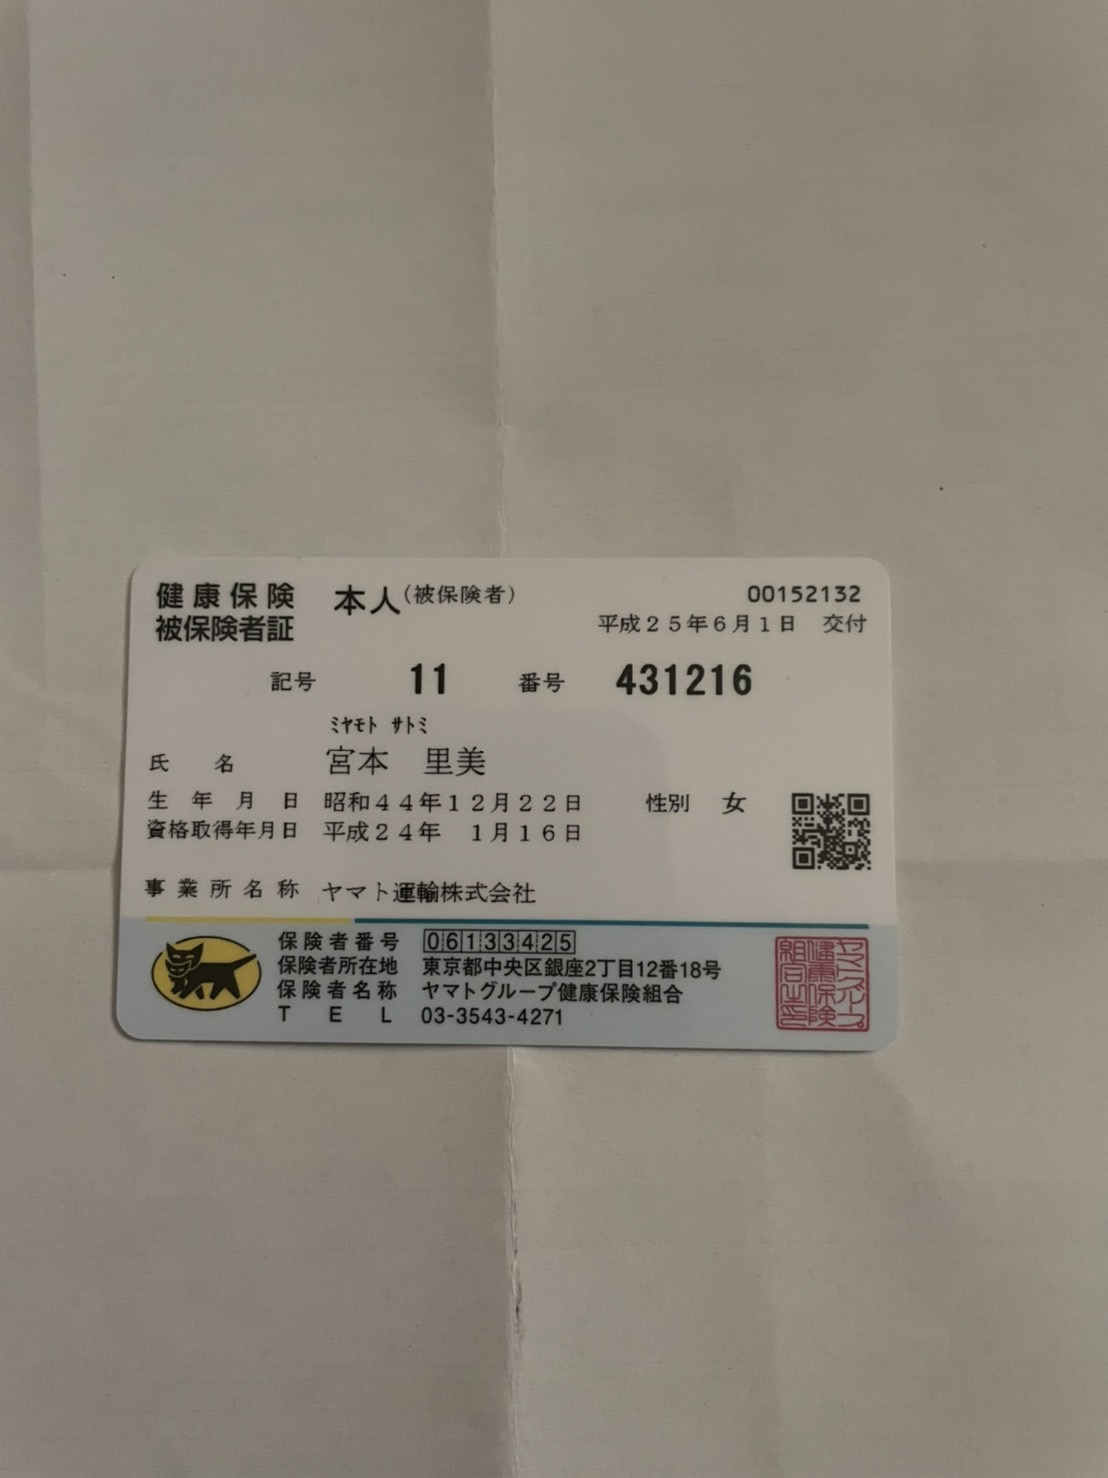 健康保険 本人(被保険者) 00152132
被保険者証 平成25年6月1日 交付
記号 11 番号 431216
ミヤモト サトミ
氏名 宮本 里美
生年月日 昭和44年12月22日 性別 女
資格取得年月日 平成24年 1月16日
事業所名称 ヤマト運輸株式会社
保険者番号 06133425
保険者所在地 東京都中央区銀座2丁目12番18号
保険者名称 ヤマトグループ健康保険組合
TEL 03-3543-4271